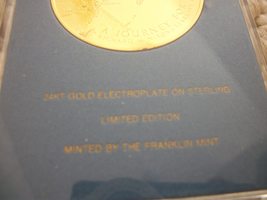 24KT GOLD ELECTROPLATE ON STERLING
LIMITED EDITION
MINTED BY THE FRANKLIN MINT